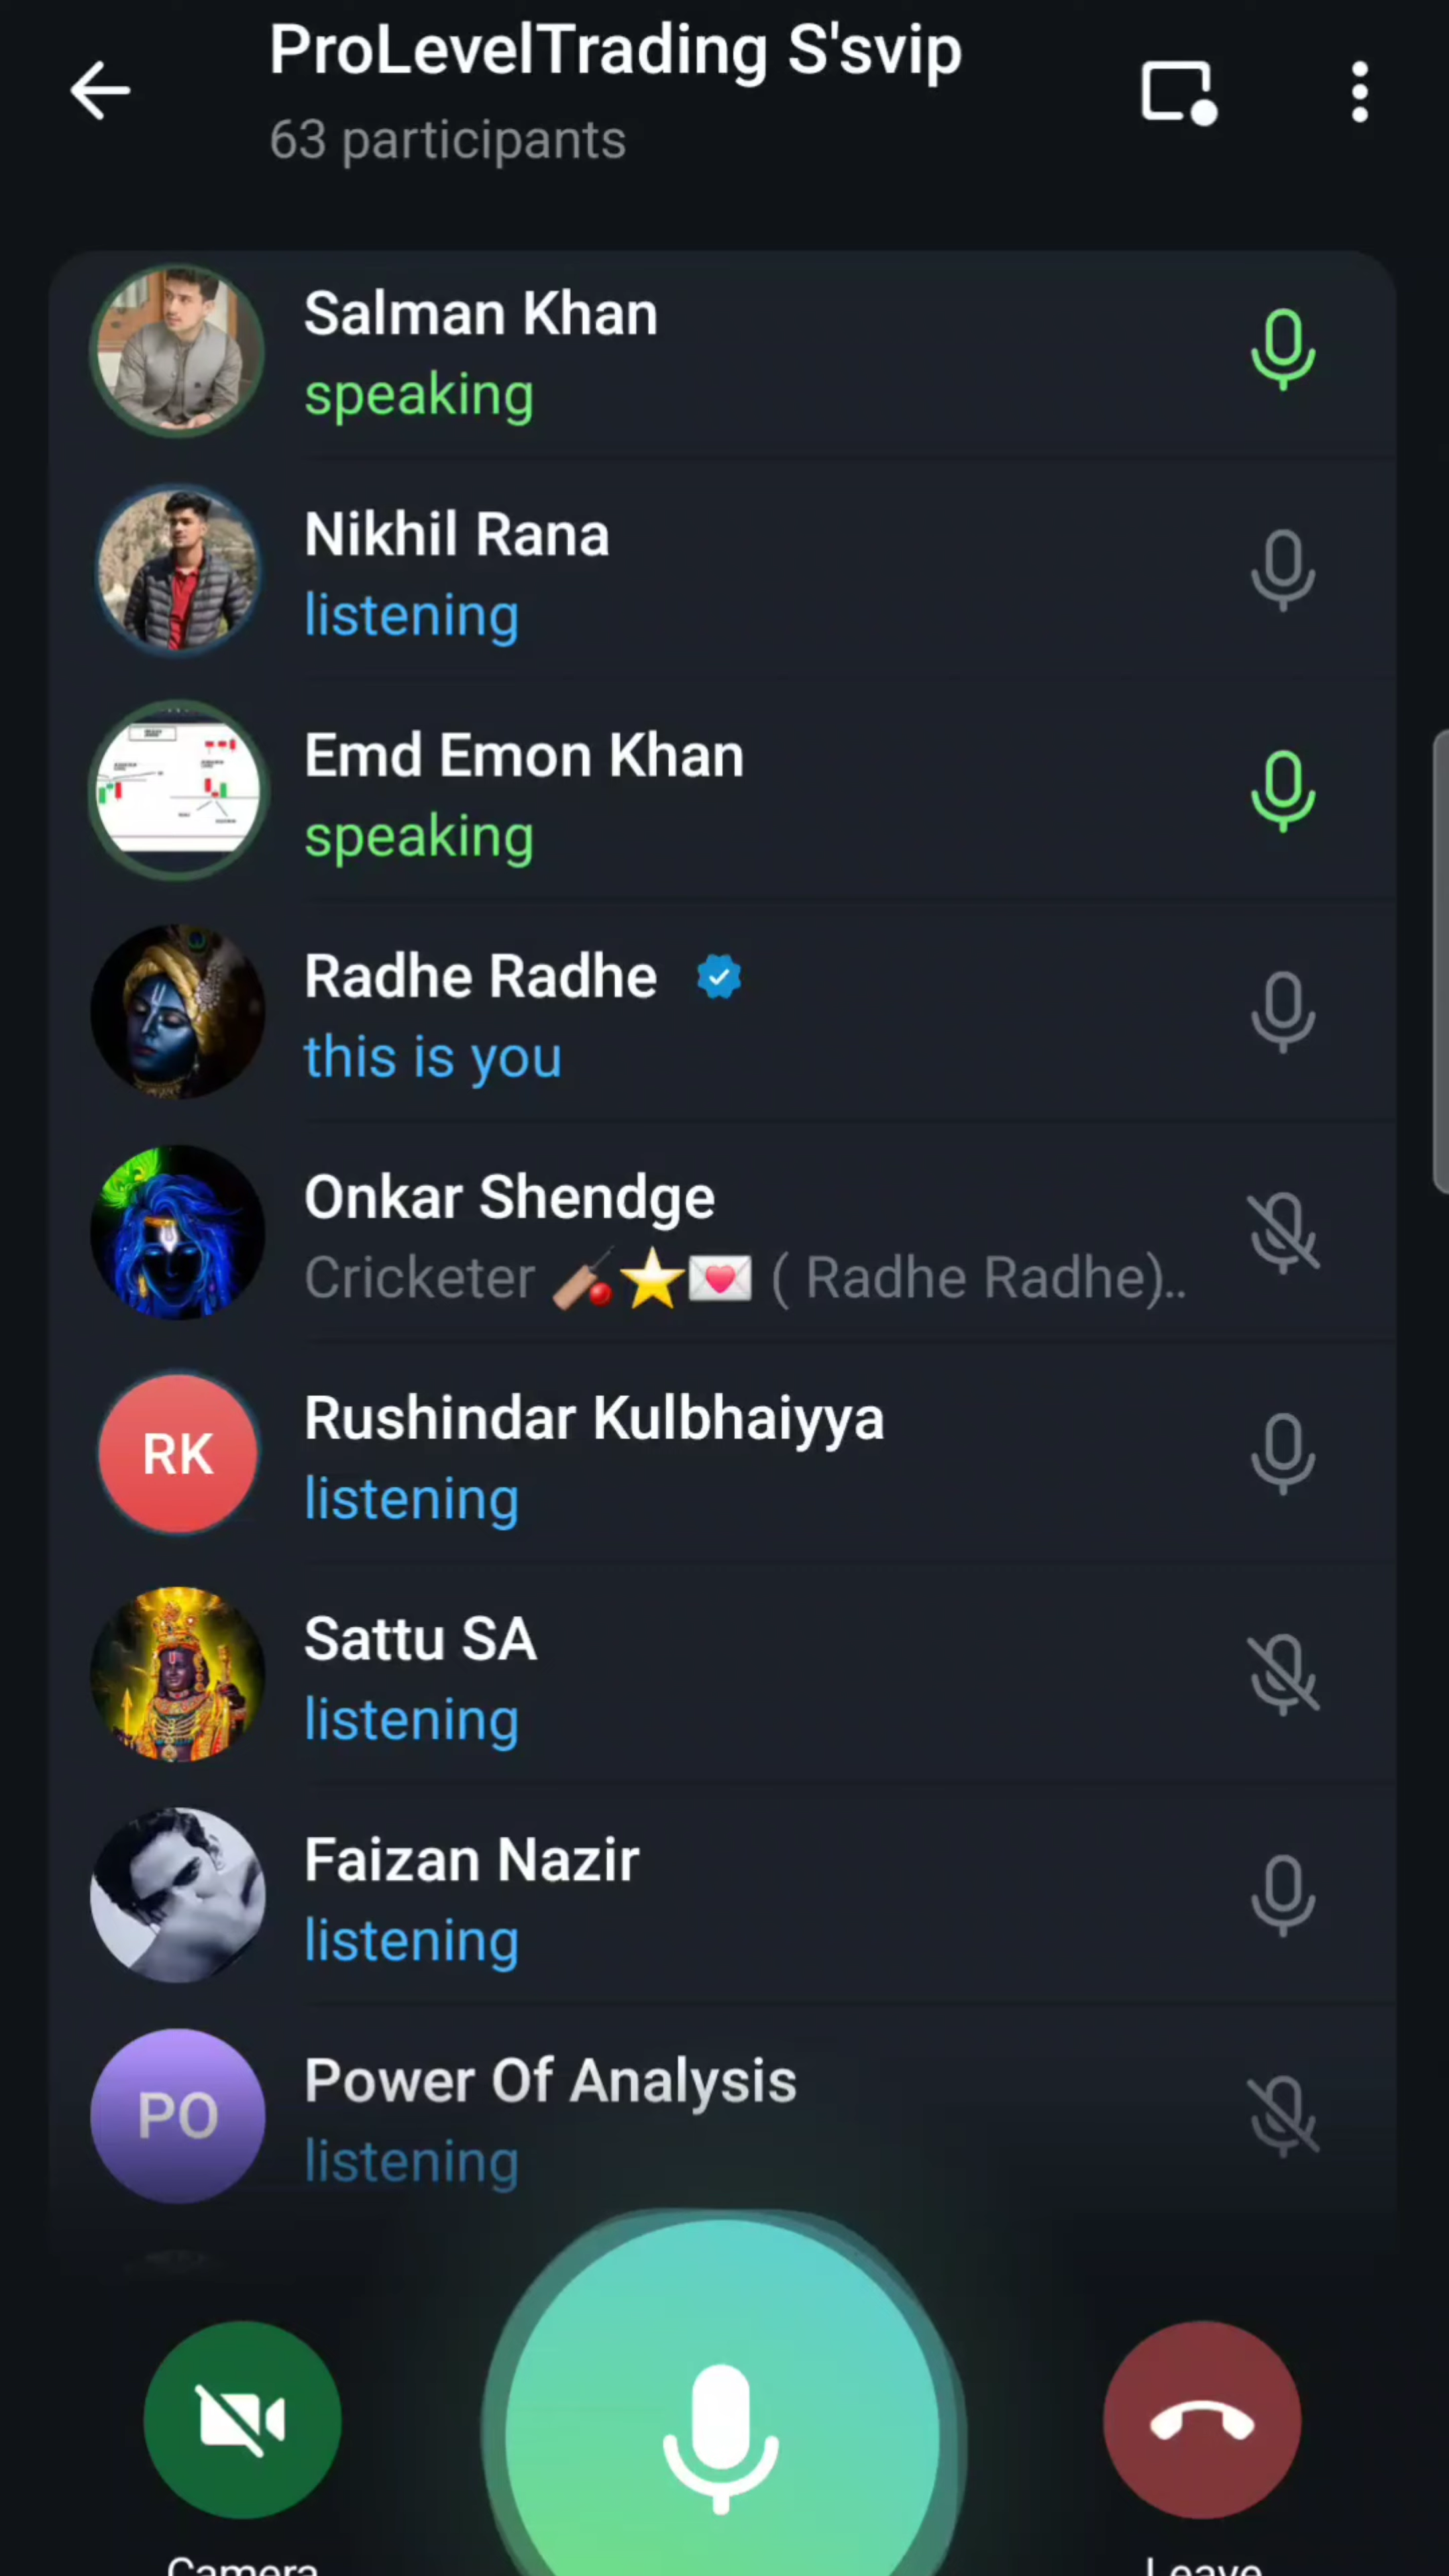 ProLevelTrading S'svip
63 participants
Salman Khan
speaking
Nikhil Rana
listening
Emd Emon Khan
speaking
Radhe Radhe
this is you
Onkar Shendge
Cricketer 🏏⭐💌 ( Radhe Radhe)..
RK
Rushindar Kulbhaiyya
listening
Sattu SA
listening
Faizan Nazir
listening
PO
Power Of Analysis
listening
Camera
Leave